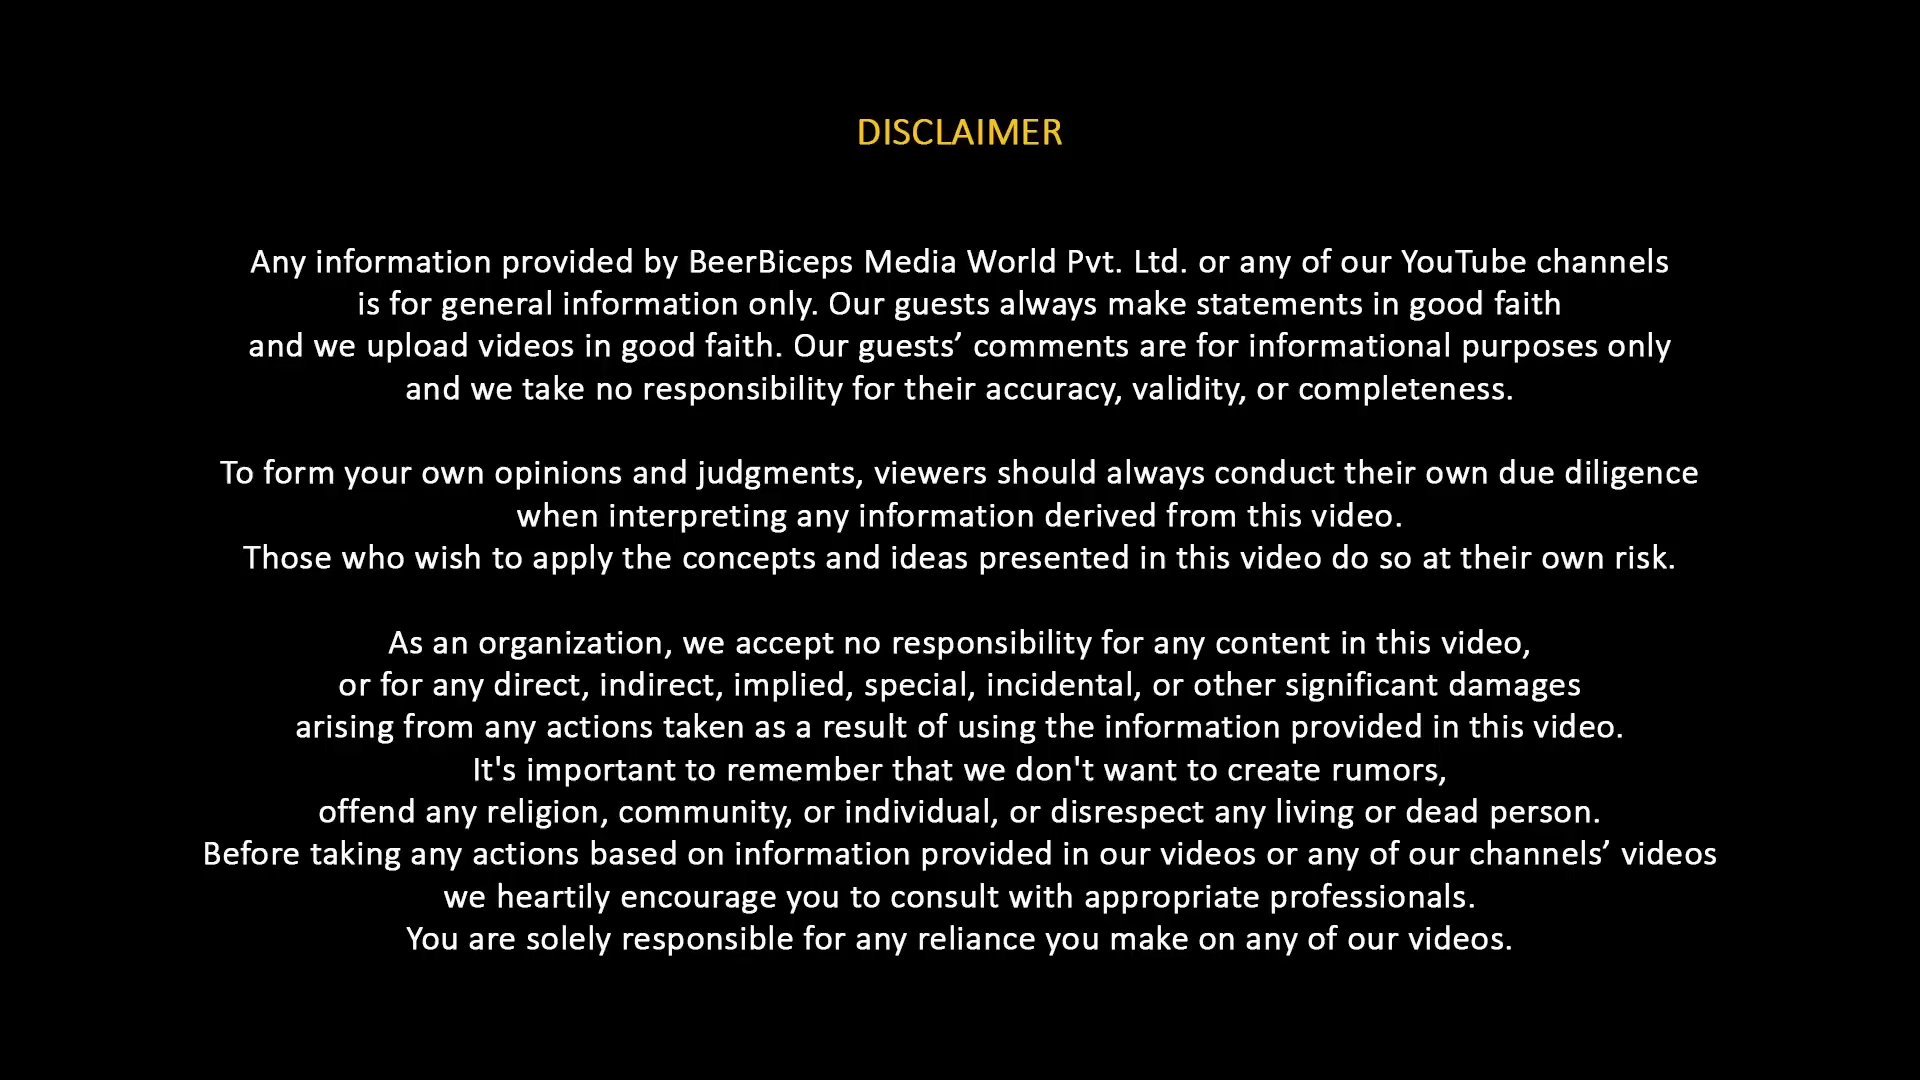 DISCLAIMER
Any information provided by BeerBiceps Media World Pvt. Ltd. or any of our YouTube channels
is for general information only. Our guests always make statements in good faith
and we upload videos in good faith. Our guests’ comments are for informational purposes only
and we take no responsibility for their accuracy, validity, or completeness.
To form your own opinions and judgments, viewers should always conduct their own due diligence
when interpreting any information derived from this video.
Those who wish to apply the concepts and ideas presented in this video do so at their own risk.
As an organization, we accept no responsibility for any content in this video,
or for any direct, indirect, implied, special, incidental, or other significant damages
arising from any actions taken as a result of using the information provided in this video.
It's important to remember that we don't want to create rumors,
offend any religion, community, or individual, or disrespect any living or dead person.
Before taking any actions based on information provided in our videos or any of our channels’ videos
we heartily encourage you to consult with appropriate professionals.
You are solely responsible for any reliance you make on any of our videos.